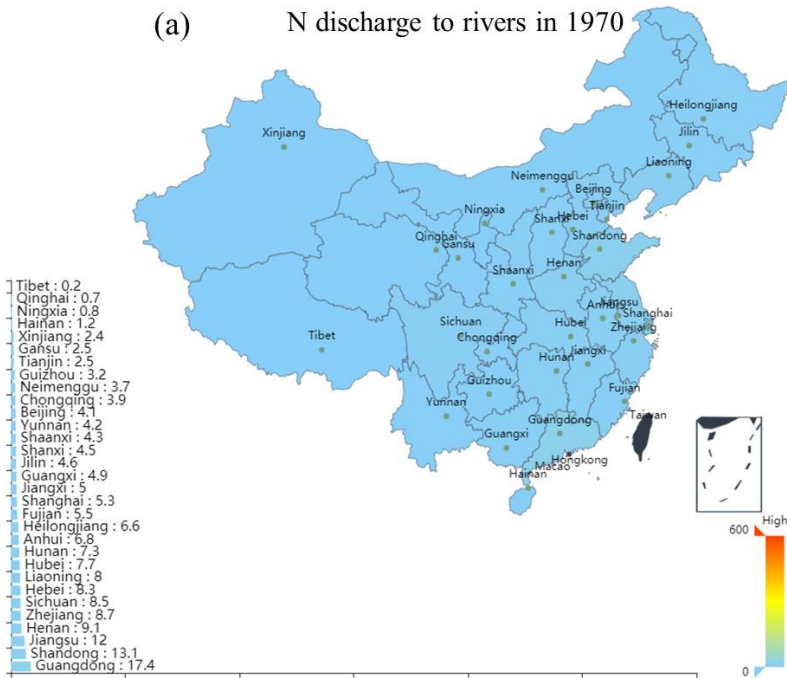 (a) N discharge to rivers in 1970
Heilongjiang
Jilin
Xinjiang
Liaoning
Neimenggu
Beijing
Tianjin
Ningxia
Shanxi
Hebei
Qinghai
Gansu
Shandong
Henan
Shaanxi
Jiangsu
Anhui
Shanghai
Sichuan
Hubei
Zhejiang
Tibet
Chongqing
Hunan
Jiangxi
Guizhou
Fujian
Yunnan
Guangdong
Taiwan
Guangxi
Hongkong
Macao
Hainan
Tibet : 0.2
Qinghai : 0.7
Ningxia : 0.8
Hainan : 1.2
Xinjiang : 2.4
Gansu : 2.5
Tianjin : 2.5
Guizhou : 3.2
Neimenggu : 3.7
Chongqing : 3.9
Beijing : 4.1
Yunnan : 4.2
Shaanxi : 4.3
Shanxi : 4.5
Jilin : 4.6
Guangxi : 4.9
Jiangxi : 5
Shanghai : 5.3
Fujian : 5.5
Heilongjiang : 6.6
Anhui : 6.8
Hunan : 7.3
Hubei : 7.7
Liaoning : 8
Hebei : 8.3
Sichuan : 8.5
Zhejiang : 8.7
Henan : 9.1
Jiangsu : 12
Shandong : 13.1
Guangdong : 17.4
High
600
0